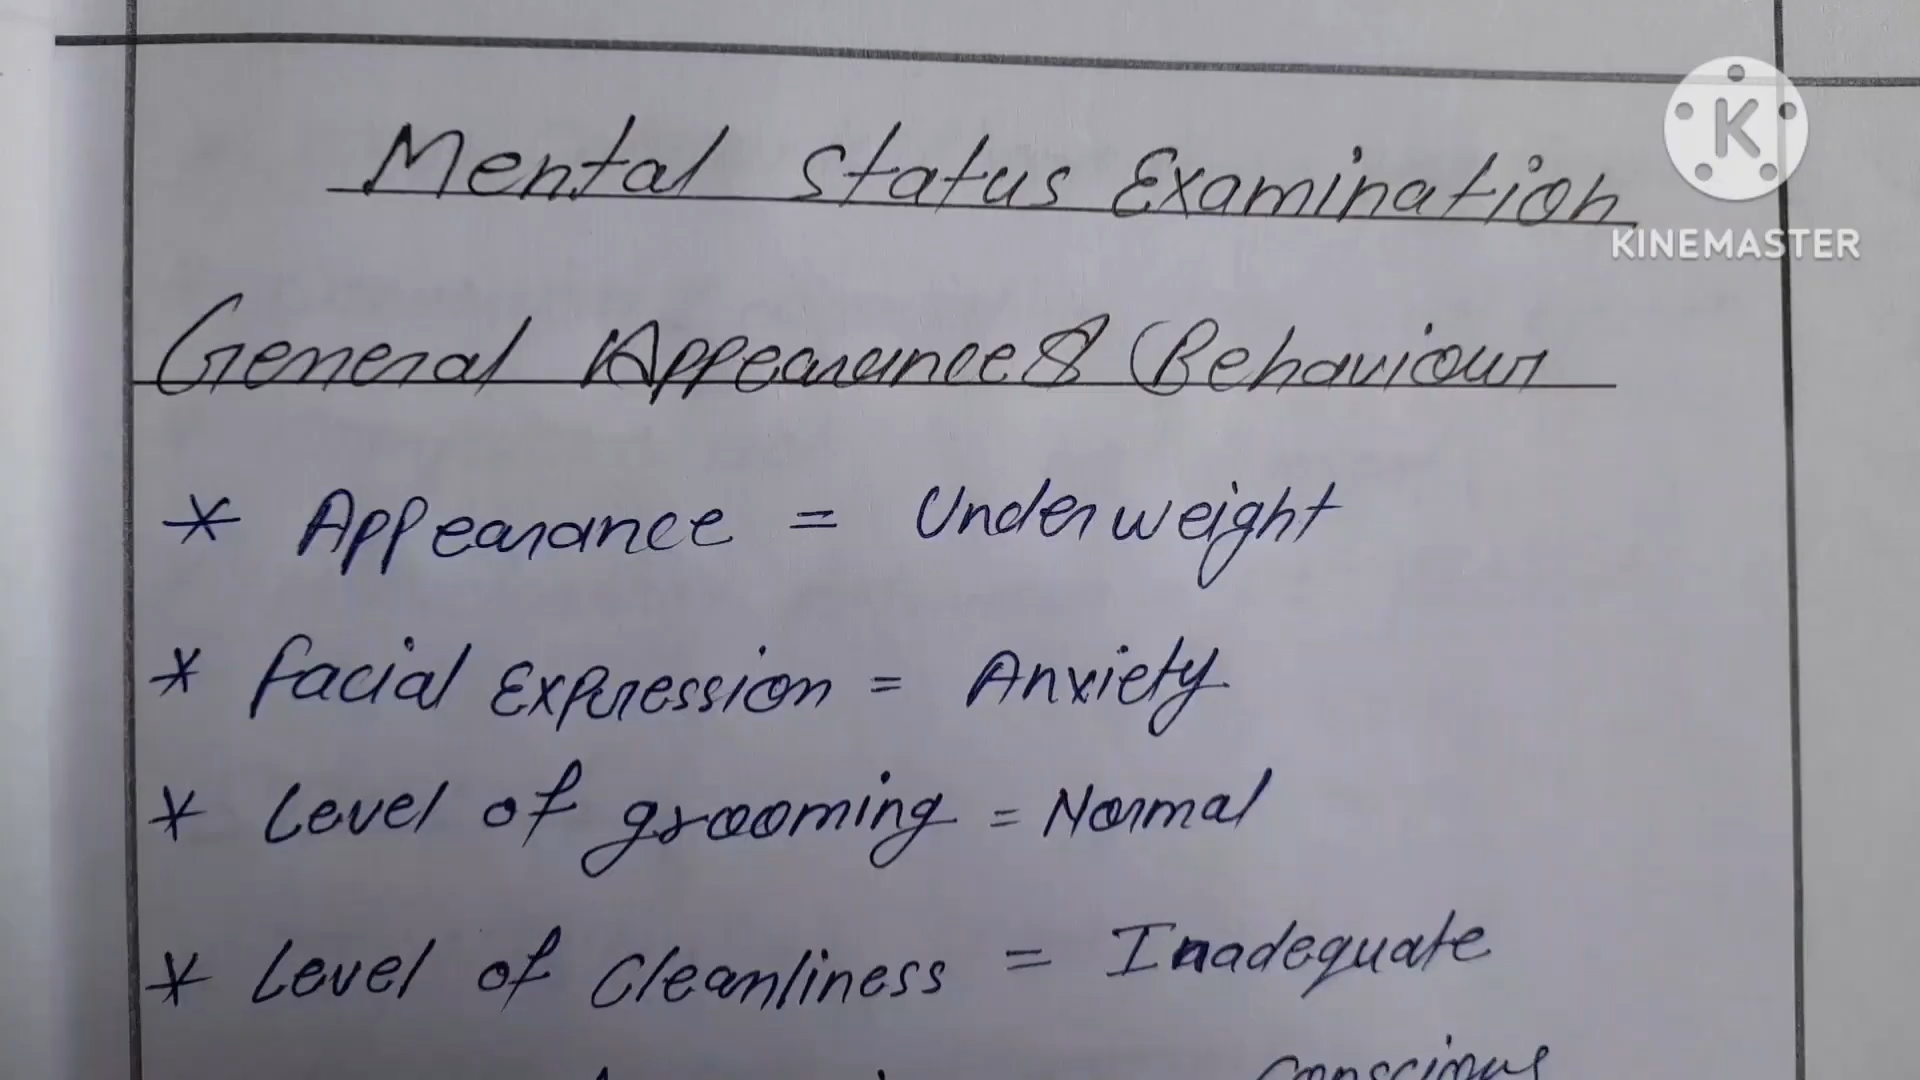 Mental Status Examination
K
KINEMASTER
General Appearance & Behaviour
* Appearance = Underweight
* Facial Expression = Anxiety
* Level of grooming = Normal
* Level of Cleanliness = Inadequate
Conscious